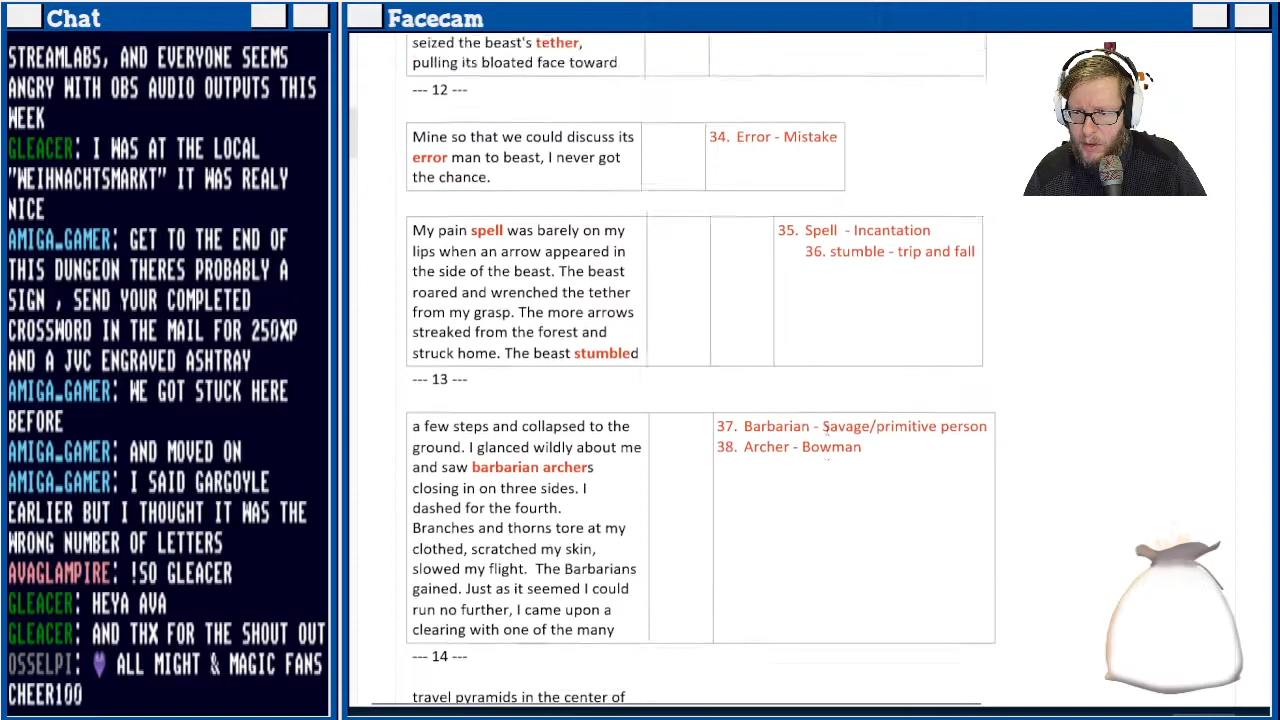 Chat
STREAMLABS, AND EVERYONE SEEMS
ANGRY WITH OBS AUDIO OUTPUTS THIS
WEEK
GLEACER: I WAS AT THE LOCAL
"WEIHNACHTSMARKT" IT WAS REALY
NICE
AMIGA_GAMER: GET TO THE END OF
THIS DUNGEON THERES PROBABLY A
SIGN , SEND YOUR COMPLETED
CROSSWORD IN THE MAIL FOR 250XP
AND A JVC ENGRAVED ASHTRAY
AMIGA_GAMER: WE GOT STUCK HERE
BEFORE
AMIGA_GAMER: AND MOVED ON
AMIGA_GAMER: I SAID GARGOYLE
EARLIER BUT I THOUGHT IT WAS THE
WRONG NUMBER OF LETTERS
AVAGLAMPIRE: !SO GLEACER
GLEACER: HEYA AVA
GLEACER: AND THX FOR THE SHOUT OUT
OSSELPI: ALL MIGHT & MAGIC FANS
CHEER100
Facecam
seized the beast's tether,
pulling its bloated face toward
--- 12 ---
Mine so that we could discuss its
error man to beast, I never got
the chance.
34. Error - Mistake
My pain spell was barely on my
lips when an arrow appeared in
the side of the beast. The beast
roared and wrenched the tether
from my grasp. The more arrows
streaked from the forest and
struck home. The beast stumbled
35. Spell - Incantation
36. stumble - trip and fall
--- 13 ---
a few steps and collapsed to the
ground. I glanced wildly about me
and saw barbarian archers
closing in on three sides. I
dashed for the fourth.
Branches and thorns tore at my
clothed, scratched my skin,
slowed my flight. The Barbarians
gained. Just as it seemed I could
run no further, I came upon a
clearing with one of the many
37. Barbarian - Savage/primitive person
38. Archer - Bowman
--- 14 ---
travel pyramids in the center of